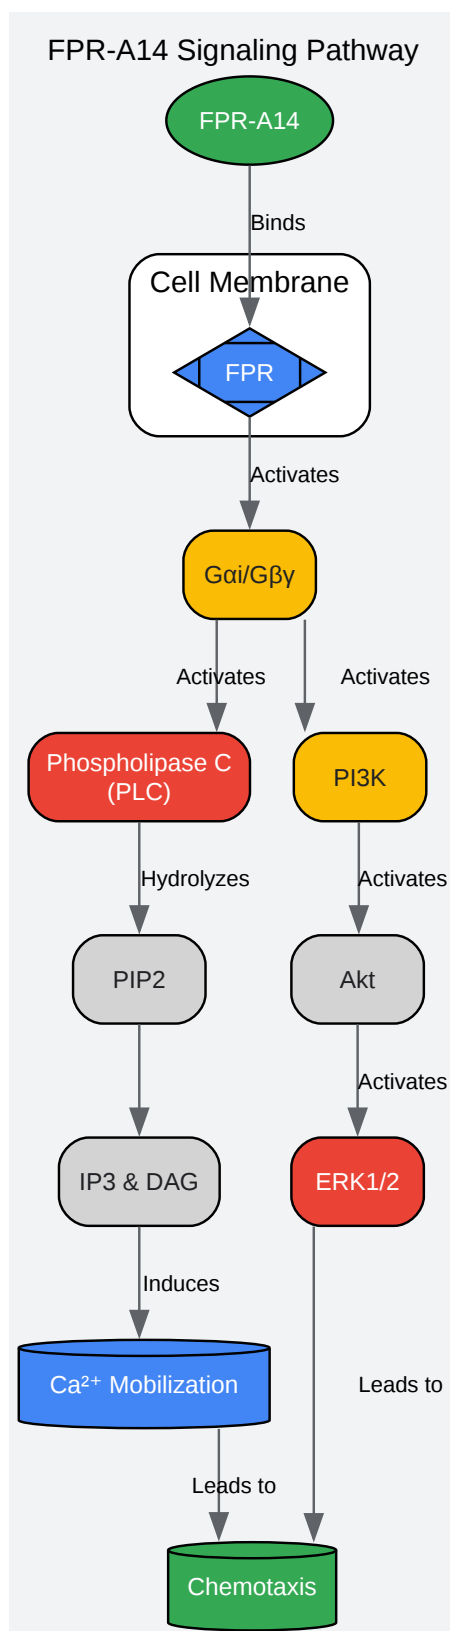 FPR-A14 Signaling Pathway
FPR-A14
Binds
Cell Membrane
FPR
Activates
Gαi/Gβγ
Activates
Activates
Phospholipase C
(PLC)
PI3K
Hydrolyzes
Activates
PIP2
Akt
Activates
IP3 & DAG
ERK1/2
Induces
Ca²⁺ Mobilization
Leads to
Leads to
Chemotaxis